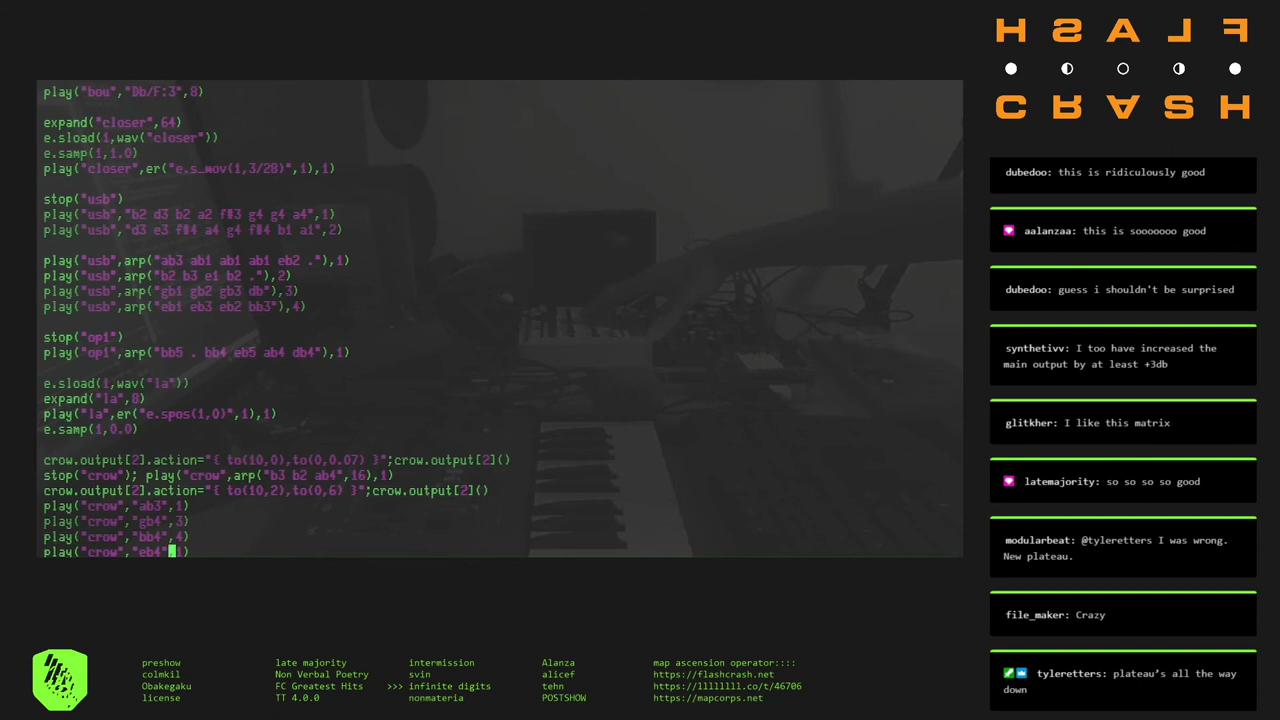 play("bou","Db/F:3",8)
expand("closer",64)
e.sload(1,wav("closer"))
e.samp(1,1.0)
play("closer",er("e.s_mov(1,3/28)",1),1)
stop("usb")
play("usb","b2 d3 b2 a2 f#3 g4 g4 a4",1)
play("usb","d3 e3 f#4 a4 g4 f#4 b1 a1",2)
play("usb",arp("ab3 ab1 ab1 ab1 eb2 ."),1)
play("usb",arp("b2 b3 e1 b2 ."),2)
play("usb",arp("gb1 gb2 gb3 db"),3)
play("usb",arp("eb1 eb3 eb2 bb3"),4)
stop("op1")
play("op1",arp("bb5 . bb4 eb5 ab4 db4"),1)
e.sload(1,wav("la"))
expand("la",8)
play("la",er("e.spos(1,0)",1),1)
e.samp(1,0.0)
crow.output[2].action="{ to(10,0),to(0,0.07) }";crow.output[2]()
stop("crow"); play("crow",arp("b3 b2 ab4",16),1)
crow.output[2].action="{ to(10,2),to(0,6) }";crow.output[2]()
play("crow","ab3",1)
play("crow","gb4",3)
play("crow","bb4",4)
play("crow","eb4",1)
FLASH
CRASH
dubedoo: this is ridiculously good
aalanzaa: this is sooooooo good
dubedoo: guess i shouldn't be surprised
synthetivv: I too have increased the
main output by at least +3db
glitkher: I like this matrix
latemajority: so so so so good
modularbeat: @tyleretters I was wrong.
New plateau.
file_maker: Crazy
tyleretters: plateau’s all the way
down
preshow
colmkil
Obakegaku
license
late majority
Non Verbal Poetry
FC Greatest Hits
TT 4.0.0
intermission
svin
>>> infinite digits
nonmateria
Alanza
alicef
tehn
POSTSHOW
map ascension operator::::
https://flashcrash.net
https://llllllll.co/t/46706
https://mapcorps.net